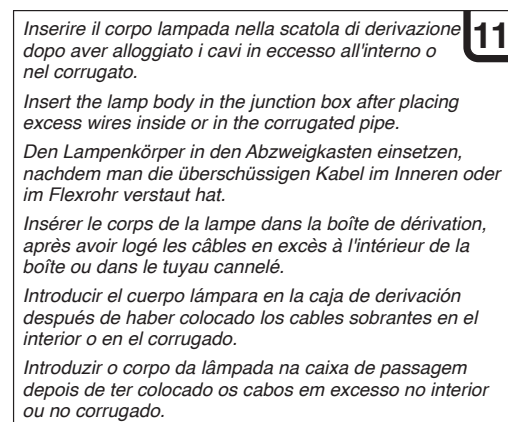 Inserire il corpo lampada nella scatola di derivazione
dopo aver alloggiato i cavi in eccesso all'interno o
nel corrugato.
11
Insert the lamp body in the junction box after placing
excess wires inside or in the corrugated pipe.
Den Lampenkörper in den Abzweigkasten einsetzen,
nachdem man die überschüssigen Kabel im Inneren oder
im Flexrohr verstaut hat.
Insérer le corps de la lampe dans la boîte de dérivation,
après avoir logé les câbles en excès à l'intérieur de la
boîte ou dans le tuyau cannelé.
Introducir el cuerpo lámpara en la caja de derivación
después de haber colocado los cables sobrantes en el
interior o en el corrugado.
Introduzir o corpo da lâmpada na caixa de passagem
depois de ter colocado os cabos em excesso no interior
ou no corrugado.